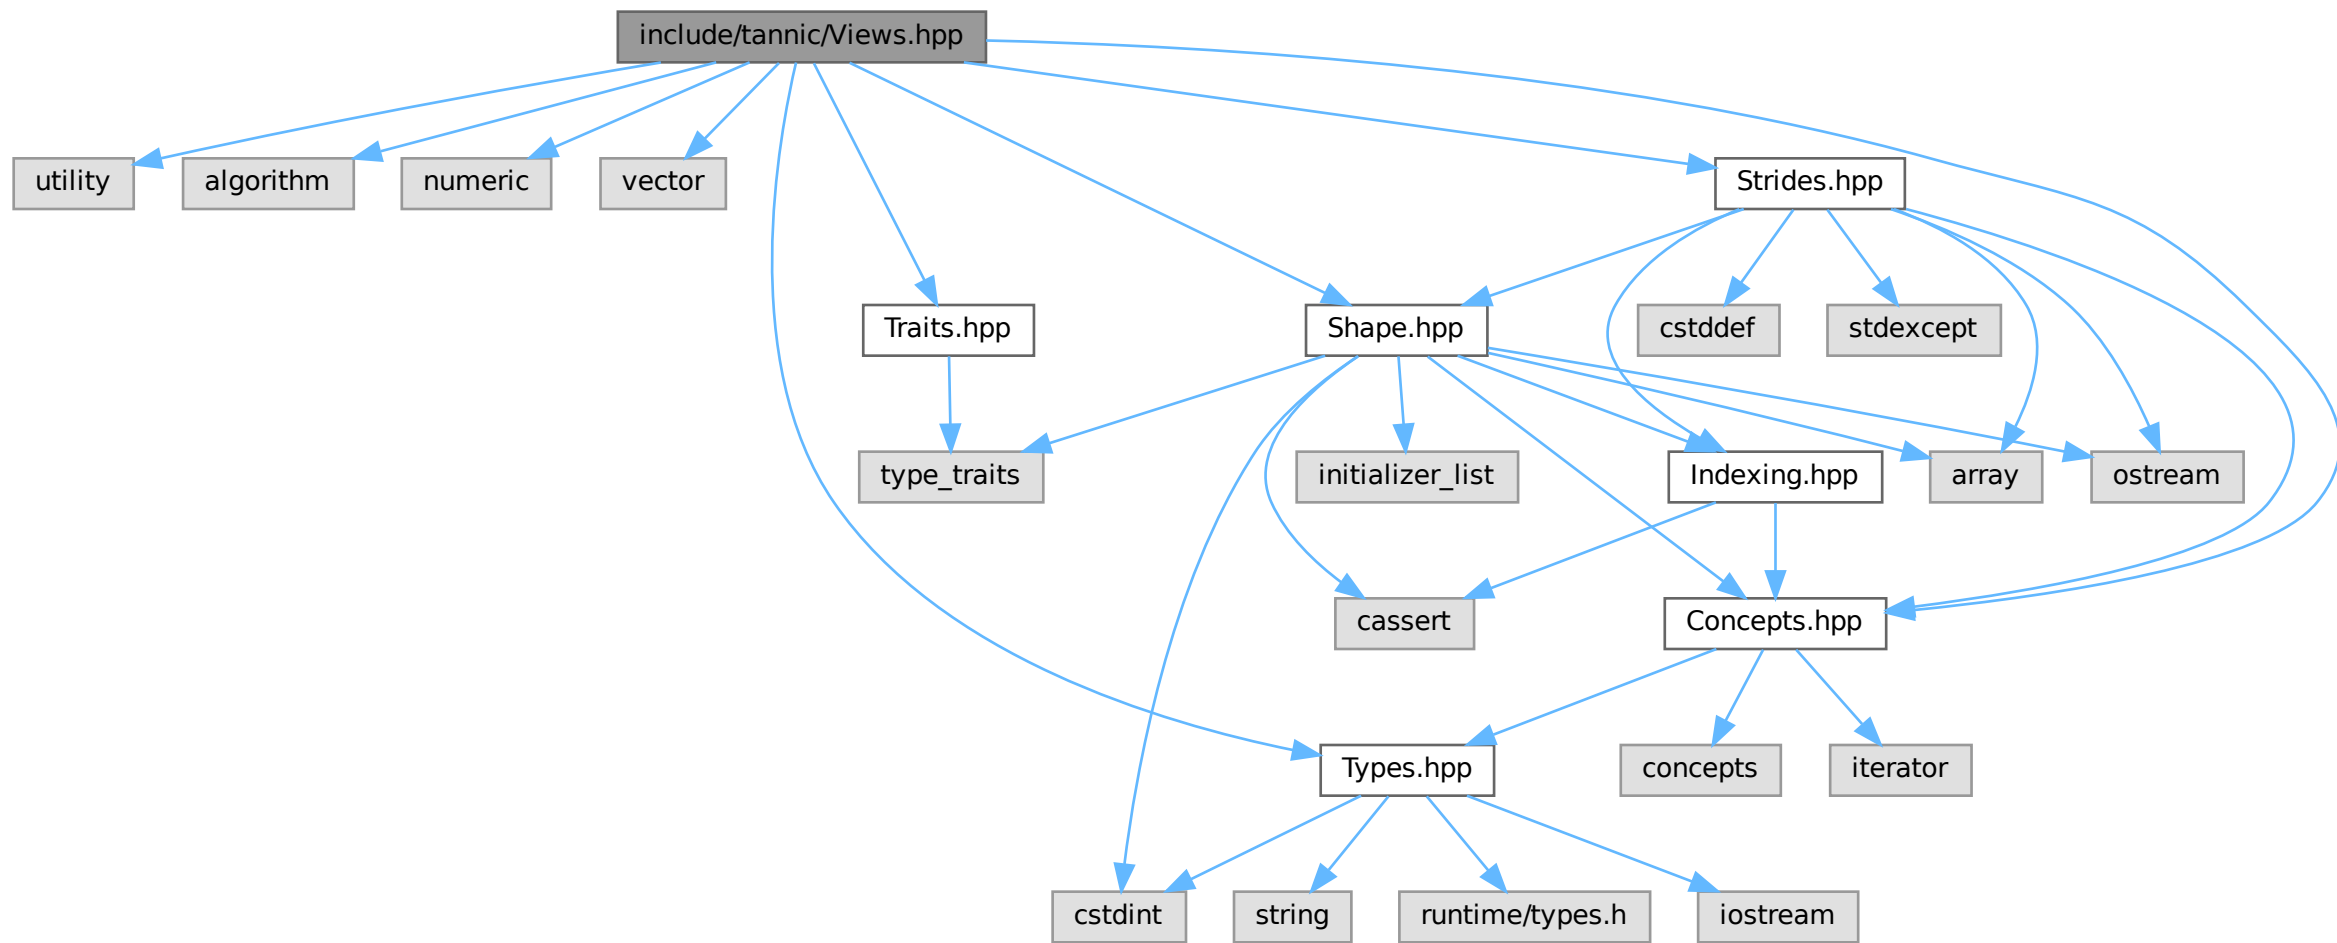 include/tannic/Views.hpp
utility
algorithm
numeric
vector
Strides.hpp
Traits.hpp
Shape.hpp
cstddef
stdexcept
type_traits
initializer_list
Indexing.hpp
array
ostream
cassert
Concepts.hpp
Types.hpp
concepts
iterator
cstdint
string
runtime/types.h
iostream